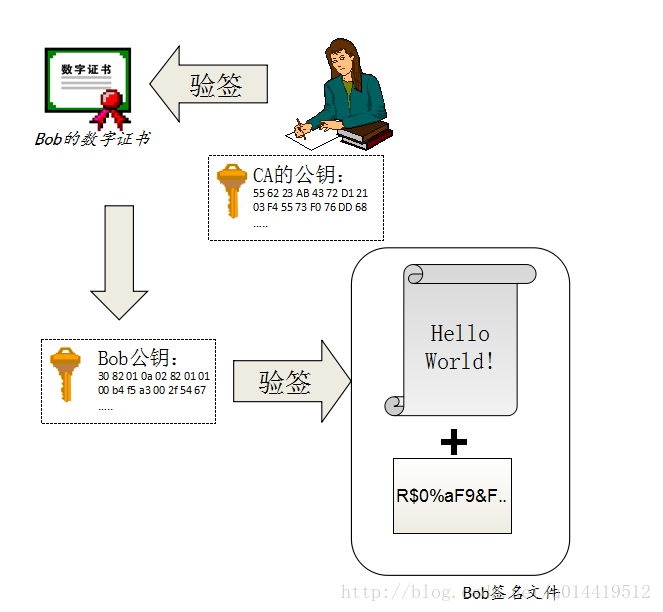 数字证书
验签
Bob的数字证书
CA的公钥：
55 62 23 AB 43 72 D1 21
03 F4 55 73 F0 76 DD 68
.....
Hello
World!
Bob公钥：
30 82 01 0a 02 82 01 01
00 b4 f5 a3 00 2f 54 67
.....
验签
R$0%aF9&F..
Bob签名文件
http://blog. 014419512